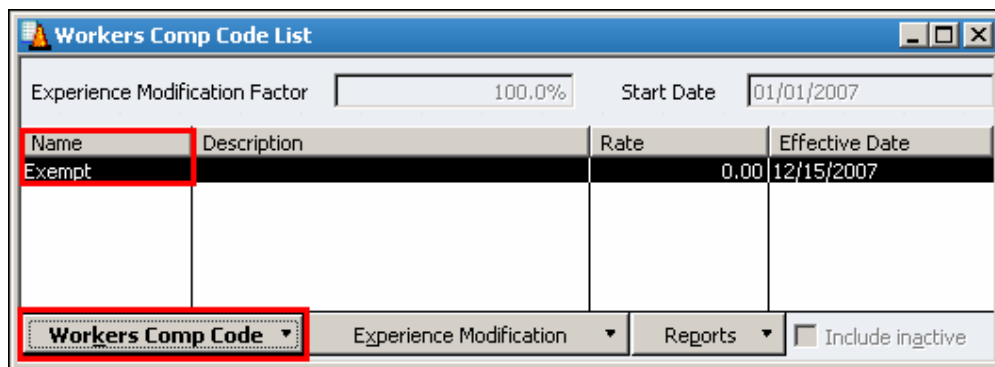 Workers Comp Code List
Experience Modification Factor 100.0% Start Date 01/01/2007
Name Description Rate Effective Date
Exempt 0.00 12/15/2007
Workers Comp Code Experience Modification Reports Include inactive